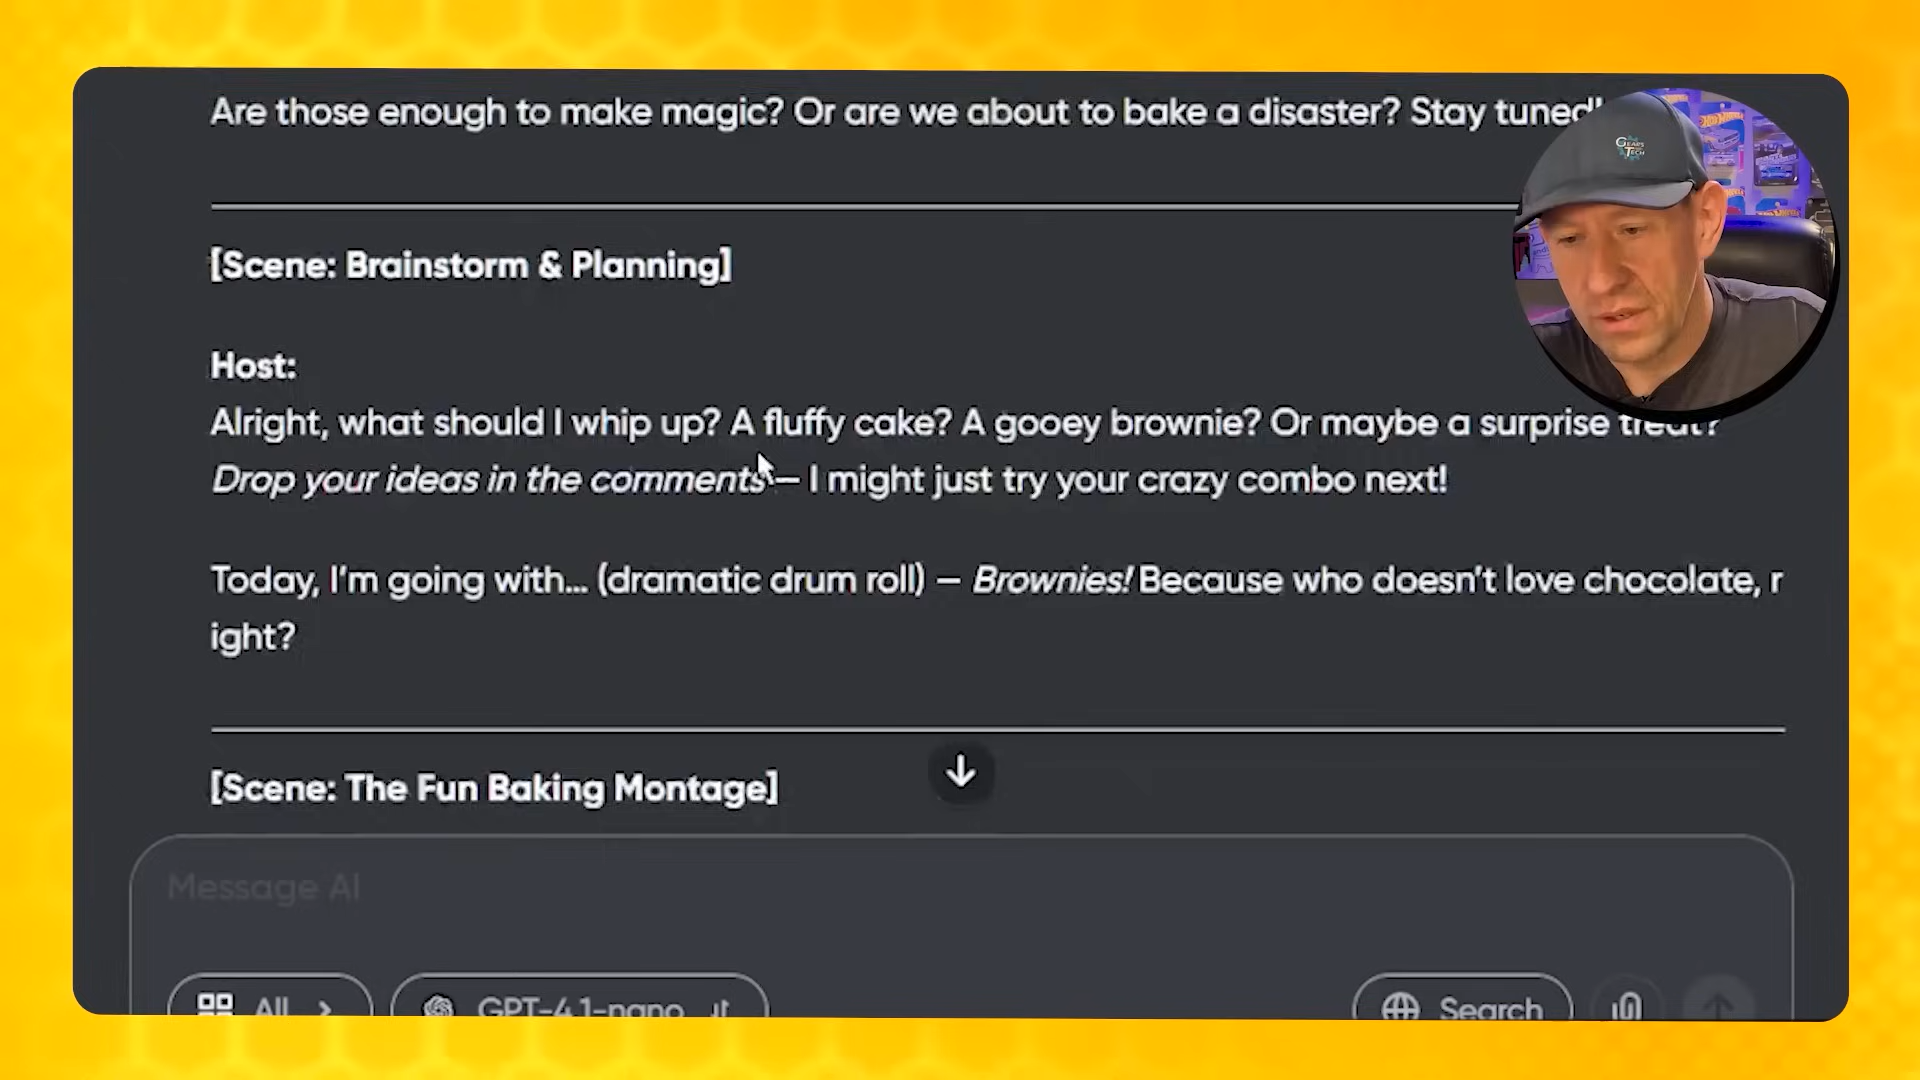 Are those enough to make magic? Or are we about to bake a disaster? Stay tuned!
GEARS
TECH
[Scene: Brainstorm & Planning]
Host:
Alright, what should I whip up? A fluffy cake? A gooey brownie? Or maybe a surprise treat?
Drop your ideas in the comments — I might just try your crazy combo next!
Today, I'm going with... (dramatic drum roll) — Brownies! Because who doesn't love chocolate, r
ight?
[Scene: The Fun Baking Montage]
Message AI
All
GPT-4.1-nano
Search